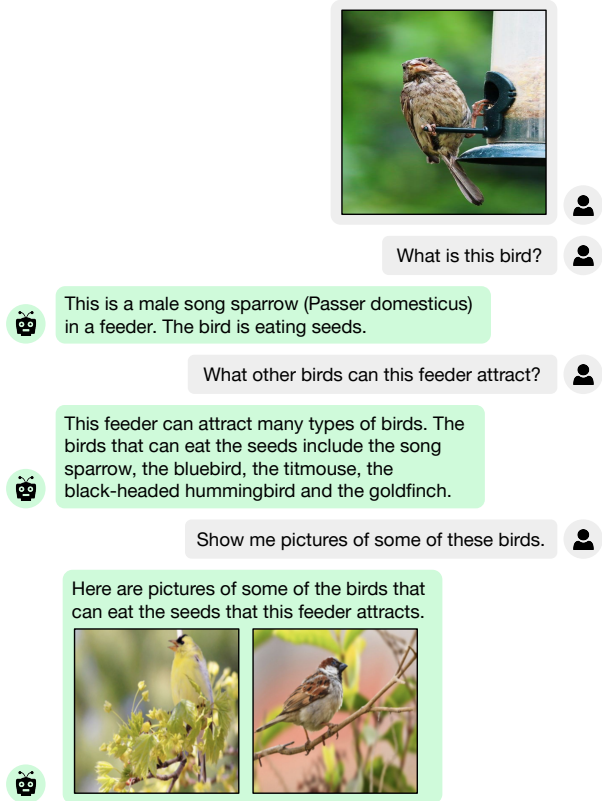 What is this bird?
This is a male song sparrow (Passer domesticus)
in a feeder. The bird is eating seeds.
What other birds can this feeder attract?
This feeder can attract many types of birds. The
birds that can eat the seeds include the song
sparrow, the bluebird, the titmouse, the
black-headed hummingbird and the goldfinch.
Show me pictures of some of these birds.
Here are pictures of some of the birds that
can eat the seeds that this feeder attracts.